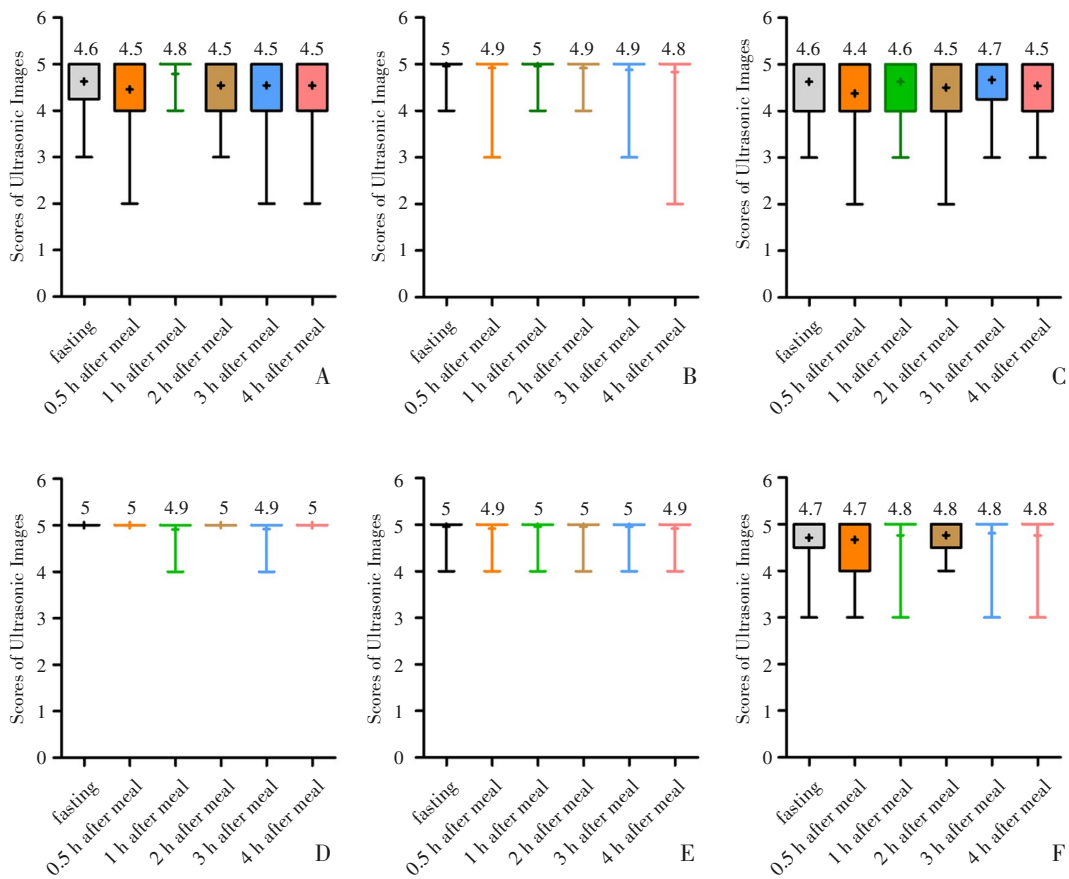 6
5
4
3
2
1
0
Scores of Ultrasonic Images
4.6 4.5 4.8 4.5 4.5 4.5
fasting
0.5 h after meal
1 h after meal
2 h after meal
3 h after meal
4 h after meal
A
6
5
4
3
2
1
0
Scores of Ultrasonic Images
5 4.9 5 4.9 4.9 4.8
fasting
0.5 h after meal
1 h after meal
2 h after meal
3 h after meal
4 h after meal
B
6
5
4
3
2
1
0
Scores of Ultrasonic Images
4.6 4.4 4.6 4.5 4.7 4.5
fasting
0.5 h after meal
1 h after meal
2 h after meal
3 h after meal
4 h after meal
C
6
5
4
3
2
1
0
Scores of Ultrasonic Images
5 5 4.9 5 4.9 5
fasting
0.5 h after meal
1 h after meal
2 h after meal
3 h after meal
4 h after meal
D
6
5
4
3
2
1
0
Scores of Ultrasonic Images
5 4.9 5 5 5 4.9
fasting
0.5 h after meal
1 h after meal
2 h after meal
3 h after meal
4 h after meal
E
6
5
4
3
2
1
0
Scores of Ultrasonic Images
4.7 4.7 4.8 4.8 4.8 4.8
fasting
0.5 h after meal
1 h after meal
2 h after meal
3 h after meal
4 h after meal
F